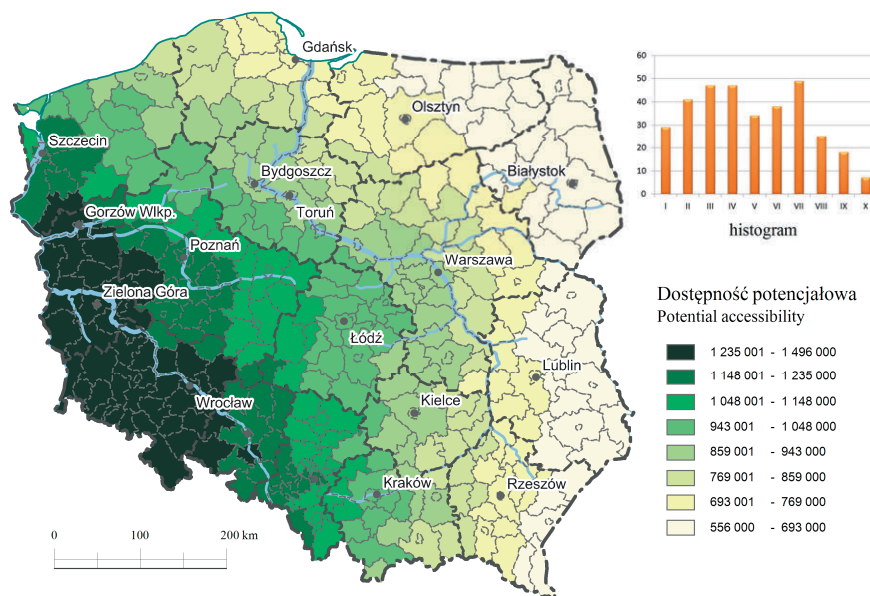 Gdańsk
Olsztyn
Szczecin
Białystok
Bydgoszcz
Toruń
Gorzów Wlkp.
Poznań
Warszawa
Zielona Góra
Łódź
Lublin
Wrocław
Kielce
Kraków
Rzeszów
0 100 200 km
60
50
40
30
20
10
0
I II III IV V VI VII VIII IX X
histogram
Dostępność potencjałowa
Potential accessibility
1 235 001 - 1 496 000
1 148 001 - 1 235 000
1 048 001 - 1 148 000
943 001 - 1 048 000
859 001 - 943 000
769 001 - 859 000
693 001 - 769 000
556 000 - 693 000